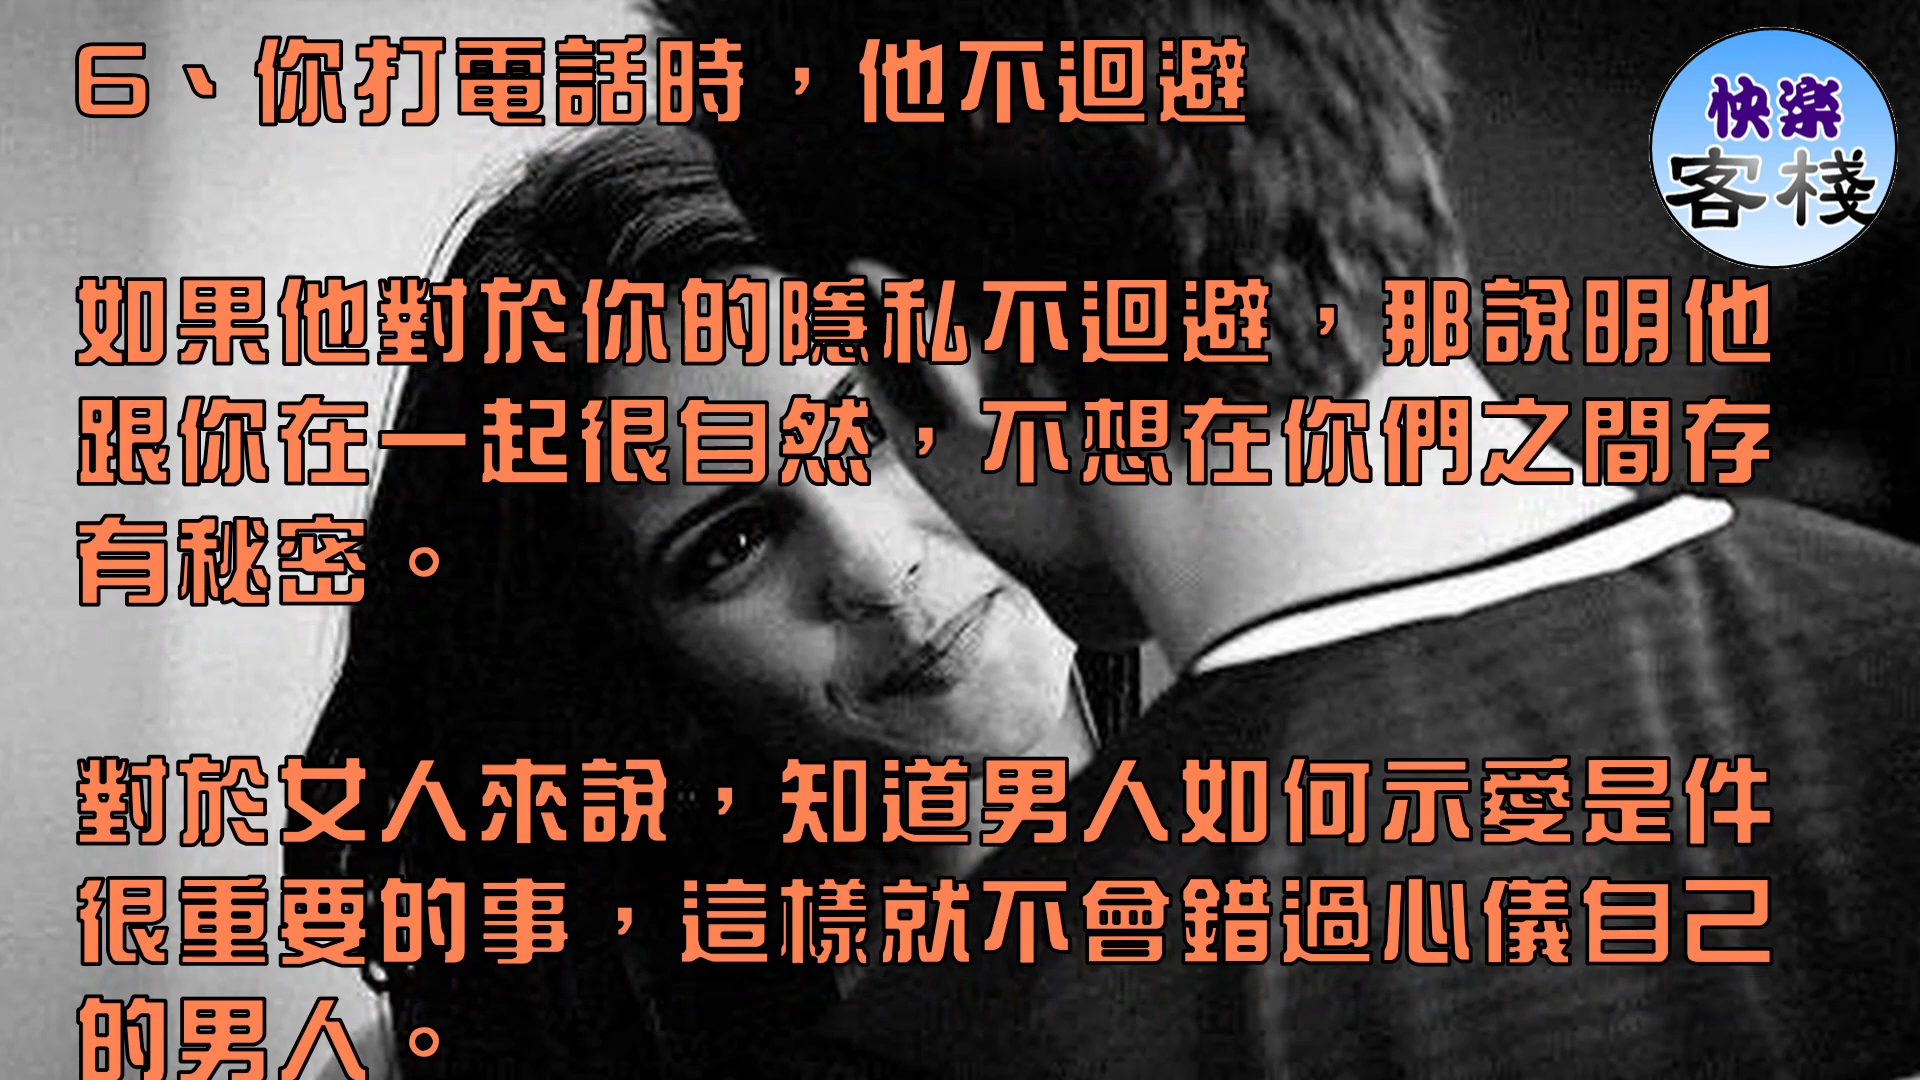 6、你打電話時，他不迴避
快樂
客棧
如果他對於你的隱私不迴避，那說明他
跟你在一起很自然，不想在你們之間存
有秘密。
對於女人來說，知道男人如何示愛是件
很重要的事，這樣就不會錯過心儀自己
的男人。